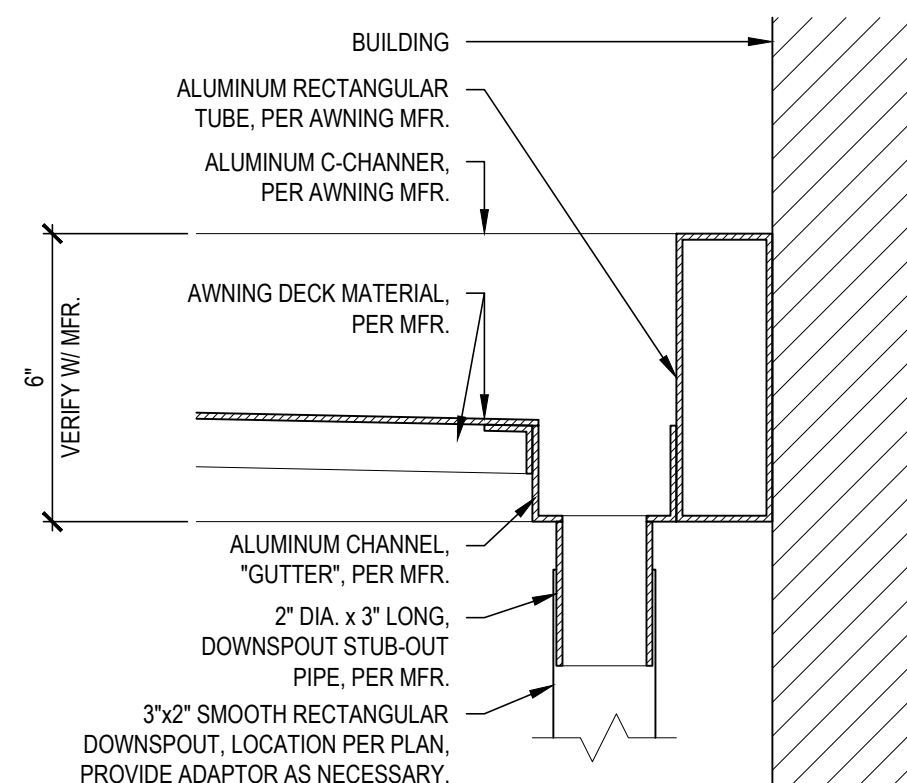 BUILDING
ALUMINUM RECTANGULAR
TUBE, PER AWNING MFR.
ALUMINUM C-CHANNER,
PER AWNING MFR.
AWNING DECK MATERIAL,
PER MFR.
6"
VERIFY W/ MFR.
ALUMINUM CHANNEL,
"GUTTER", PER MFR.
2" DIA. x 3" LONG,
DOWNSPOUT STUB-OUT
PIPE, PER MFR.
3"x2" SMOOTH RECTANGULAR
DOWNSPOUT, LOCATION PER PLAN,
PROVIDE ADAPTOR AS NECESSARY.